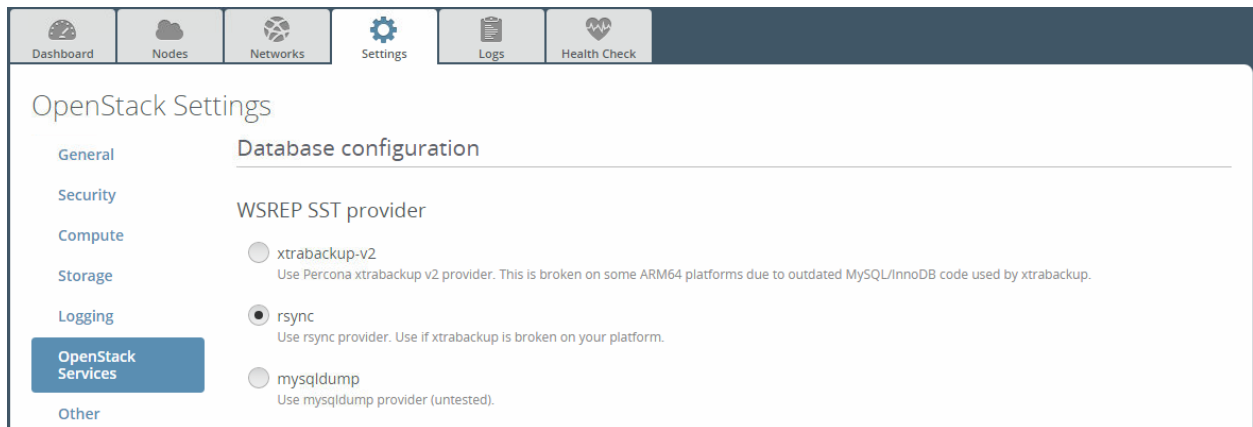 Dashboard Nodes Networks Settings Logs Health Check
OpenStack Settings
General
Security
Compute
Storage
Logging
OpenStack
Services
Other
Database configuration
WSREP SST provider
xtrabackup-v2
Use Percona xtrabackup v2 provider. This is broken on some ARM64 platforms due to outdated MySQL/InnoDB code used by xtrabackup.
rsync
Use rsync provider. Use if xtrabackup is broken on your platform.
mysqldump
Use mysqldump provider (untested).